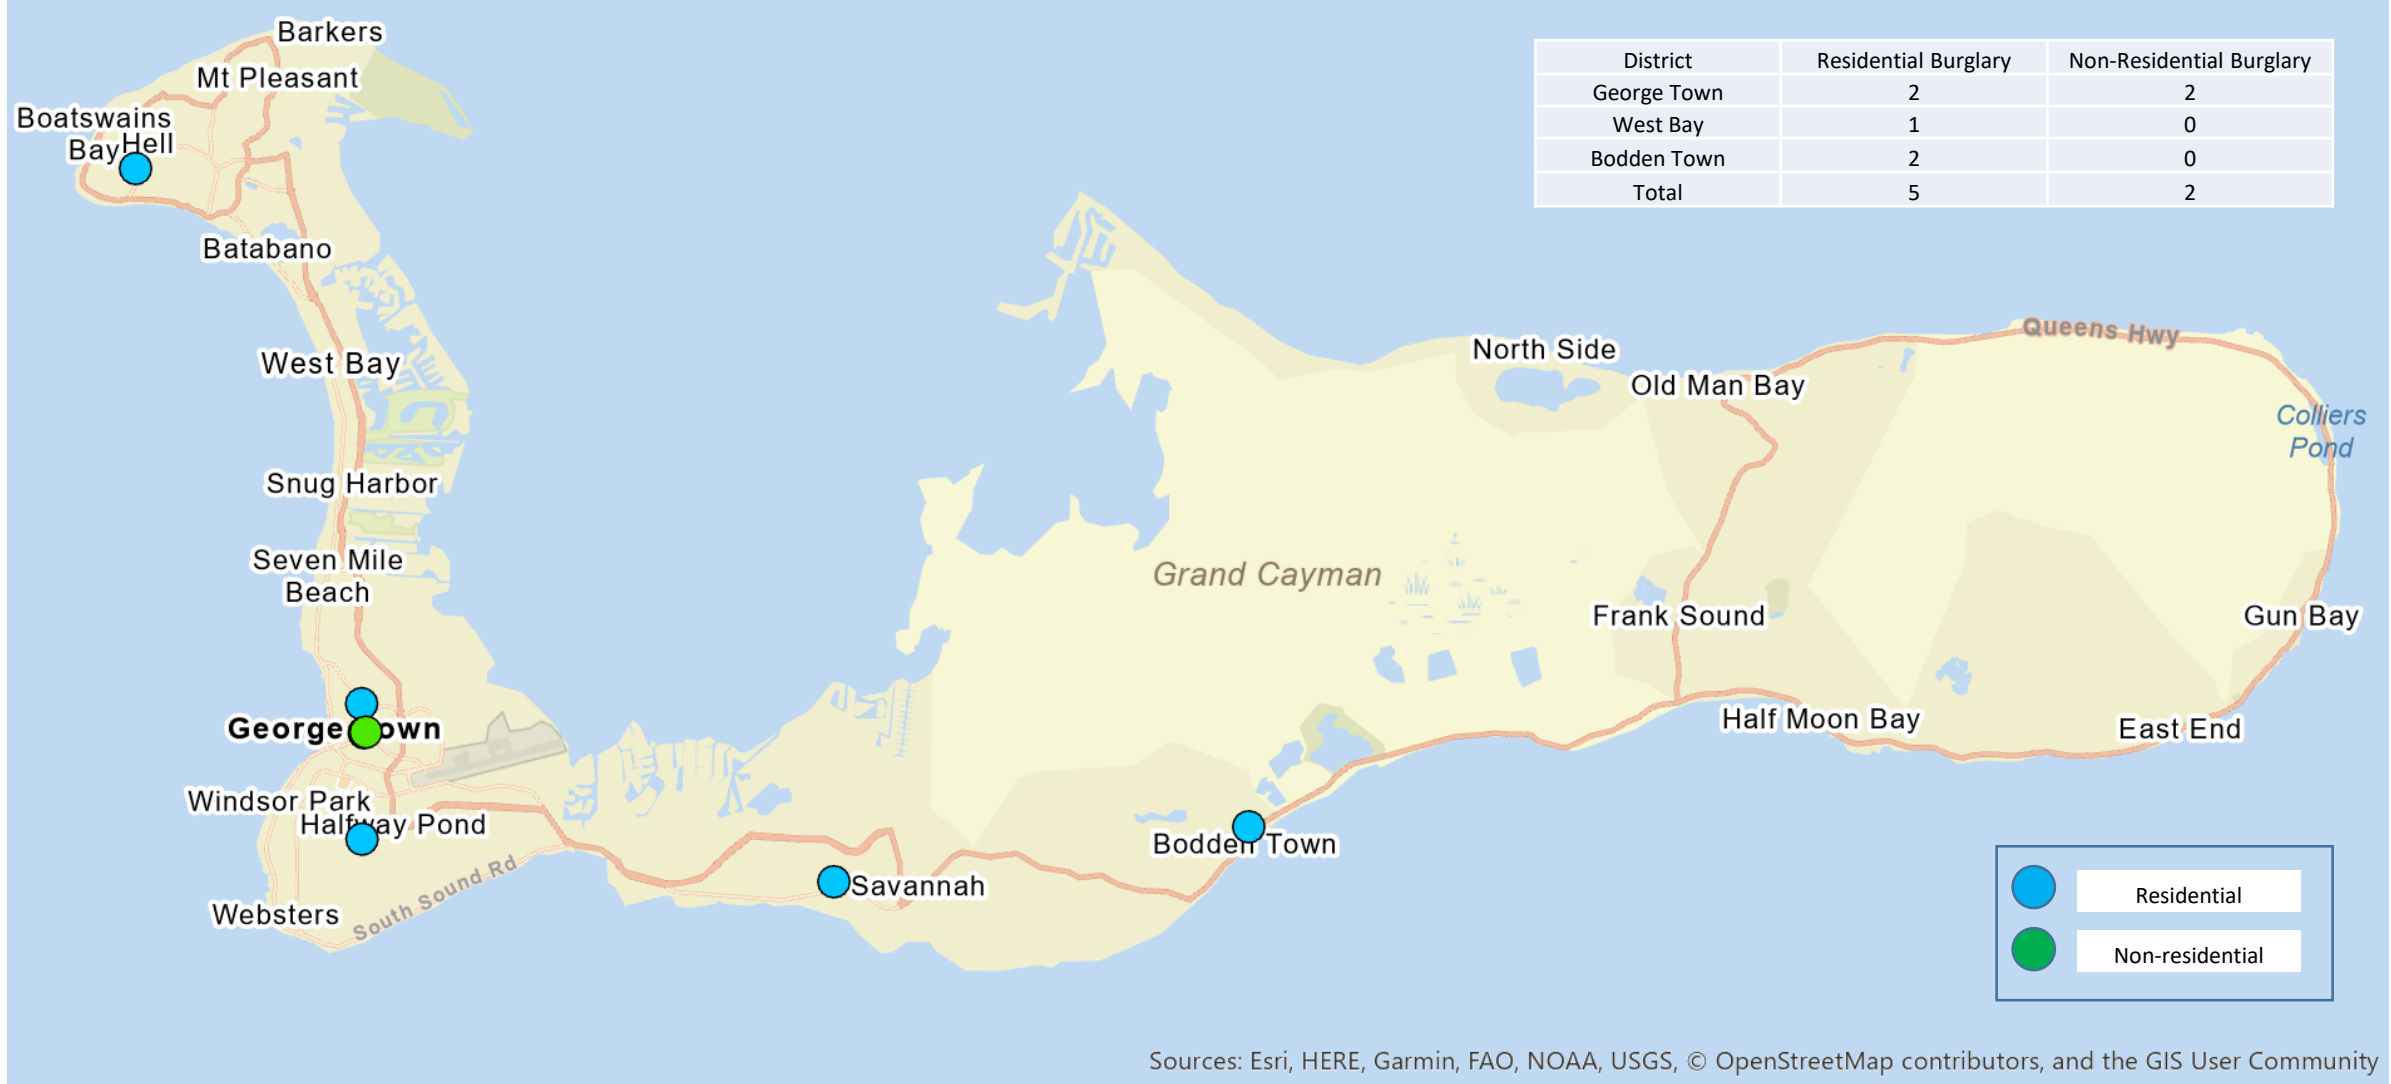 Barkers
Mt Pleasant
Boatswains
Bay
Hell
Batabano
West Bay
Snug Harbor
Seven Mile
Beach
George Town
Windsor Park
Halfway Pond
Websters
South Sound Rd
Savannah
Bodden Town
Grand Cayman
North Side
Old Man Bay
Queens Hwy
Colliers
Pond
Frank Sound
Gun Bay
Half Moon Bay
East End
District Residential Burglary Non-Residential Burglary
George Town 2 2
West Bay 1 0
Bodden Town 2 0
Total 5 2
Residential
Non-residential
Sources: Esri, HERE, Garmin, FAO, NOAA, USGS, © OpenStreetMap contributors, and the GIS User Community